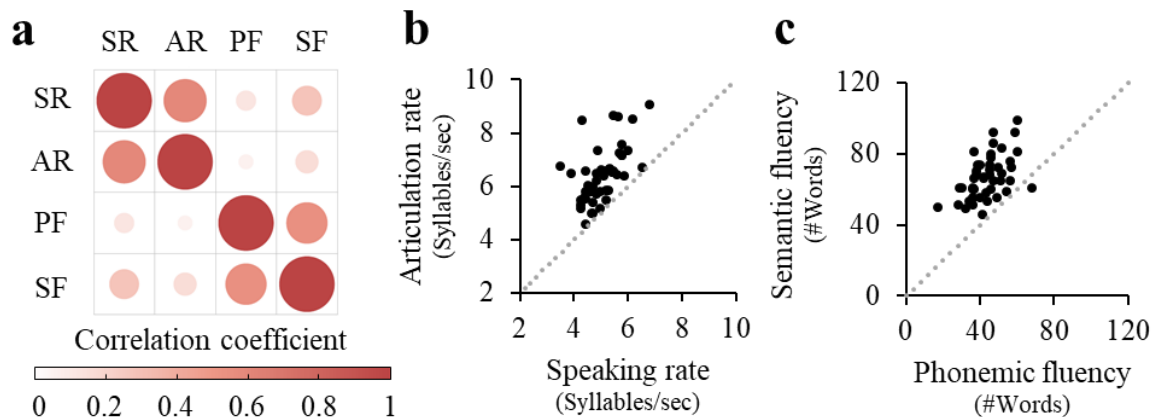 a
SR AR PF SF
SR
AR
PF
SF
Correlation coefficient
0 0.2 0.4 0.6 0.8 1
b
Articulation rate
(Syllables/sec)
10
8
6
4
2
2 4 6 8 10
Speaking rate
(Syllables/sec)
c
Semantic fluency
(#Words)
120
80
40
0
0 40 80 120
Phonemic fluency
(#Words)